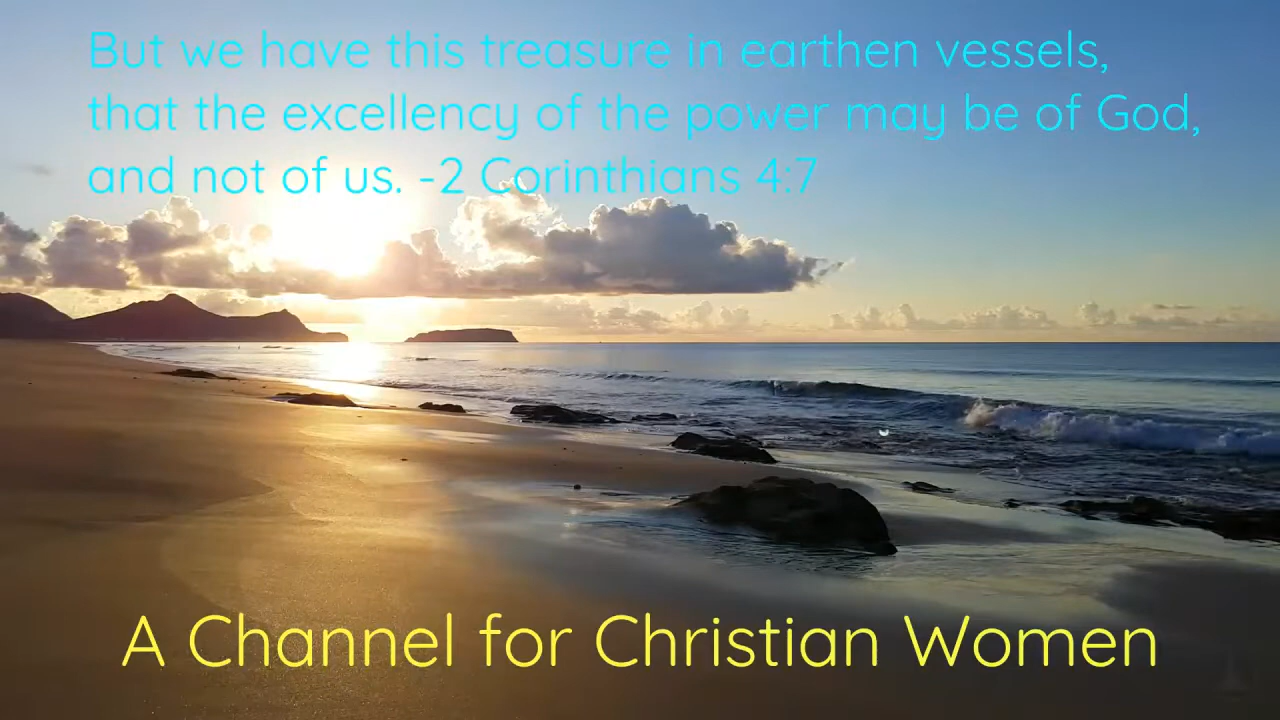 But we have this treasure in earthen vessels,
that the excellency of the power may be of God,
and not of us. -2 Corinthians 4:7
A Channel for Christian Women